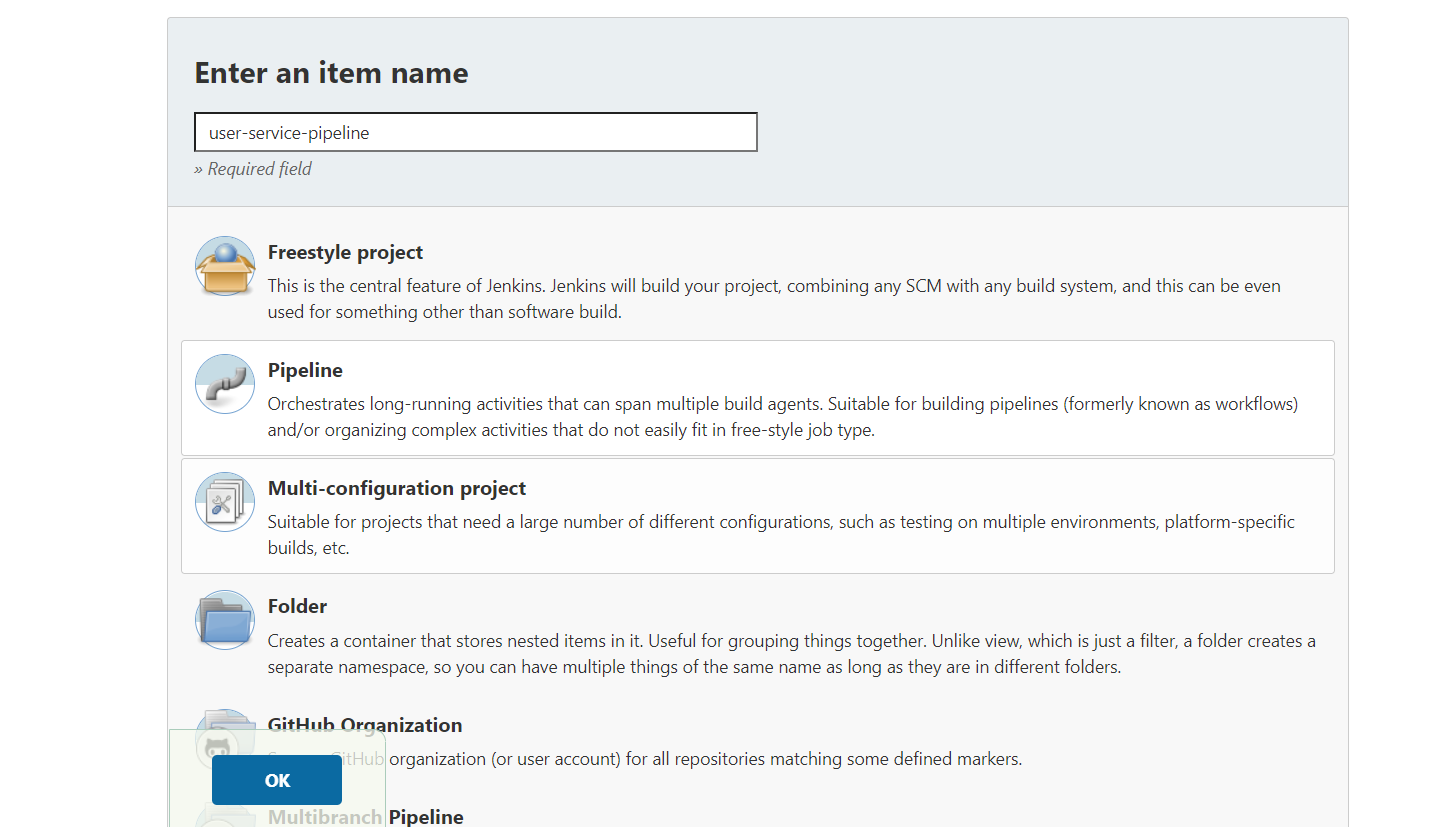 Enter an item name
user-service-pipeline
» Required field
Freestyle project
This is the central feature of Jenkins. Jenkins will build your project, combining any SCM with any build system, and this can be even
used for something other than software build.
Pipeline
Orchestrates long-running activities that can span multiple build agents. Suitable for building pipelines (formerly known as workflows)
and/or organizing complex activities that do not easily fit in free-style job type.
Multi-configuration project
Suitable for projects that need a large number of different configurations, such as testing on multiple environments, platform-specific
builds, etc.
Folder
Creates a container that stores nested items in it. Useful for grouping things together. Unlike view, which is just a filter, a folder creates a
separate namespace, so you can have multiple things of the same name as long as they are in different folders.
GitHub Organization
GitHub organization (or user account) for all repositories matching some defined markers.
OK
Multibranch Pipeline